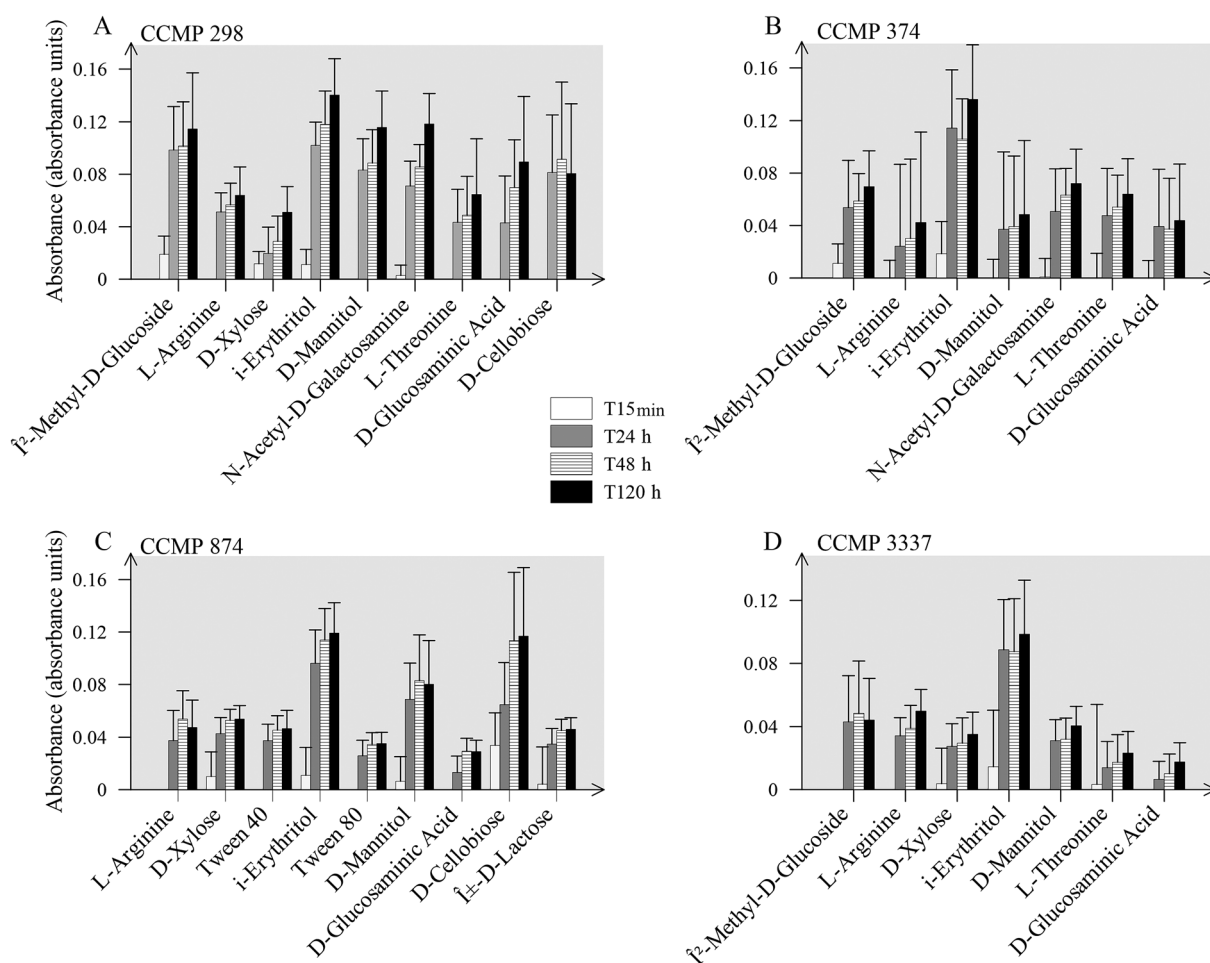 A
CCMP 298
Absorbance (absorbance units)
0.16
0.12
0.08
0.04
0
Î²-Methyl-D-Glucoside
L-Arginine
D-Xylose
i-Erythritol
D-Mannitol
N-Acetyl-D-Galactosamine
L-Threonine
D-Glucosaminic Acid
D-Cellobiose
B
CCMP 374
0.16
0.12
0.08
0.04
0
Î²-Methyl-D-Glucoside
L-Arginine
i-Erythritol
D-Mannitol
N-Acetyl-D-Galactosamine
L-Threonine
D-Glucosaminic Acid
T15min
T24 h
T48 h
T120 h
C
CCMP 874
Absorbance (absorbance units)
0.16
0.12
0.08
0.04
0
L-Arginine
D-Xylose
Tween 40
i-Erythritol
Tween 80
D-Mannitol
D-Glucosaminic Acid
D-Cellobiose
Î±-D-Lactose
D
CCMP 3337
0.12
0.08
0.04
0
Î²-Methyl-D-Glucoside
L-Arginine
D-Xylose
i-Erythritol
D-Mannitol
L-Threonine
D-Glucosaminic Acid